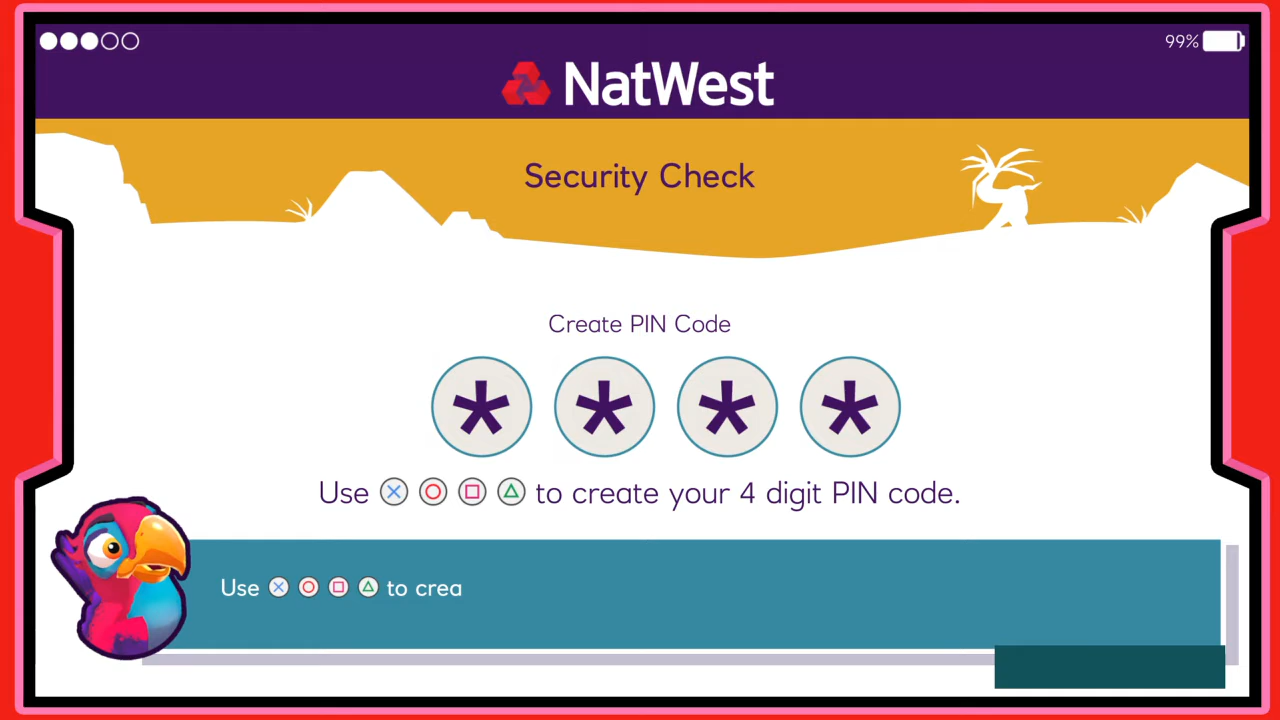 99%
NatWest
Security Check
Create PIN Code
* * * *
Use to create your 4 digit PIN code.
Use to crea